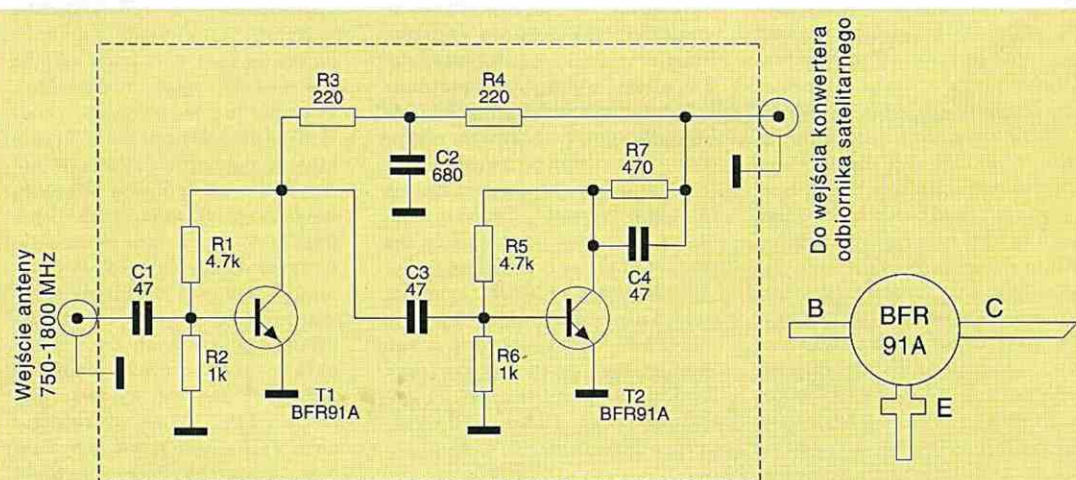 R3
220
R4
220
C2
680
R7
470
R1
4.7k
R5
4.7k
C4
47
C1
47
C3
47
R2
1k
R6
1k
T1
BFR91A
T2
BFR91A
Wejście anteny
750-1800 MHz
Do wejścia konwertera
odbiornika satelitarnego
B
BFR
91A
C
E